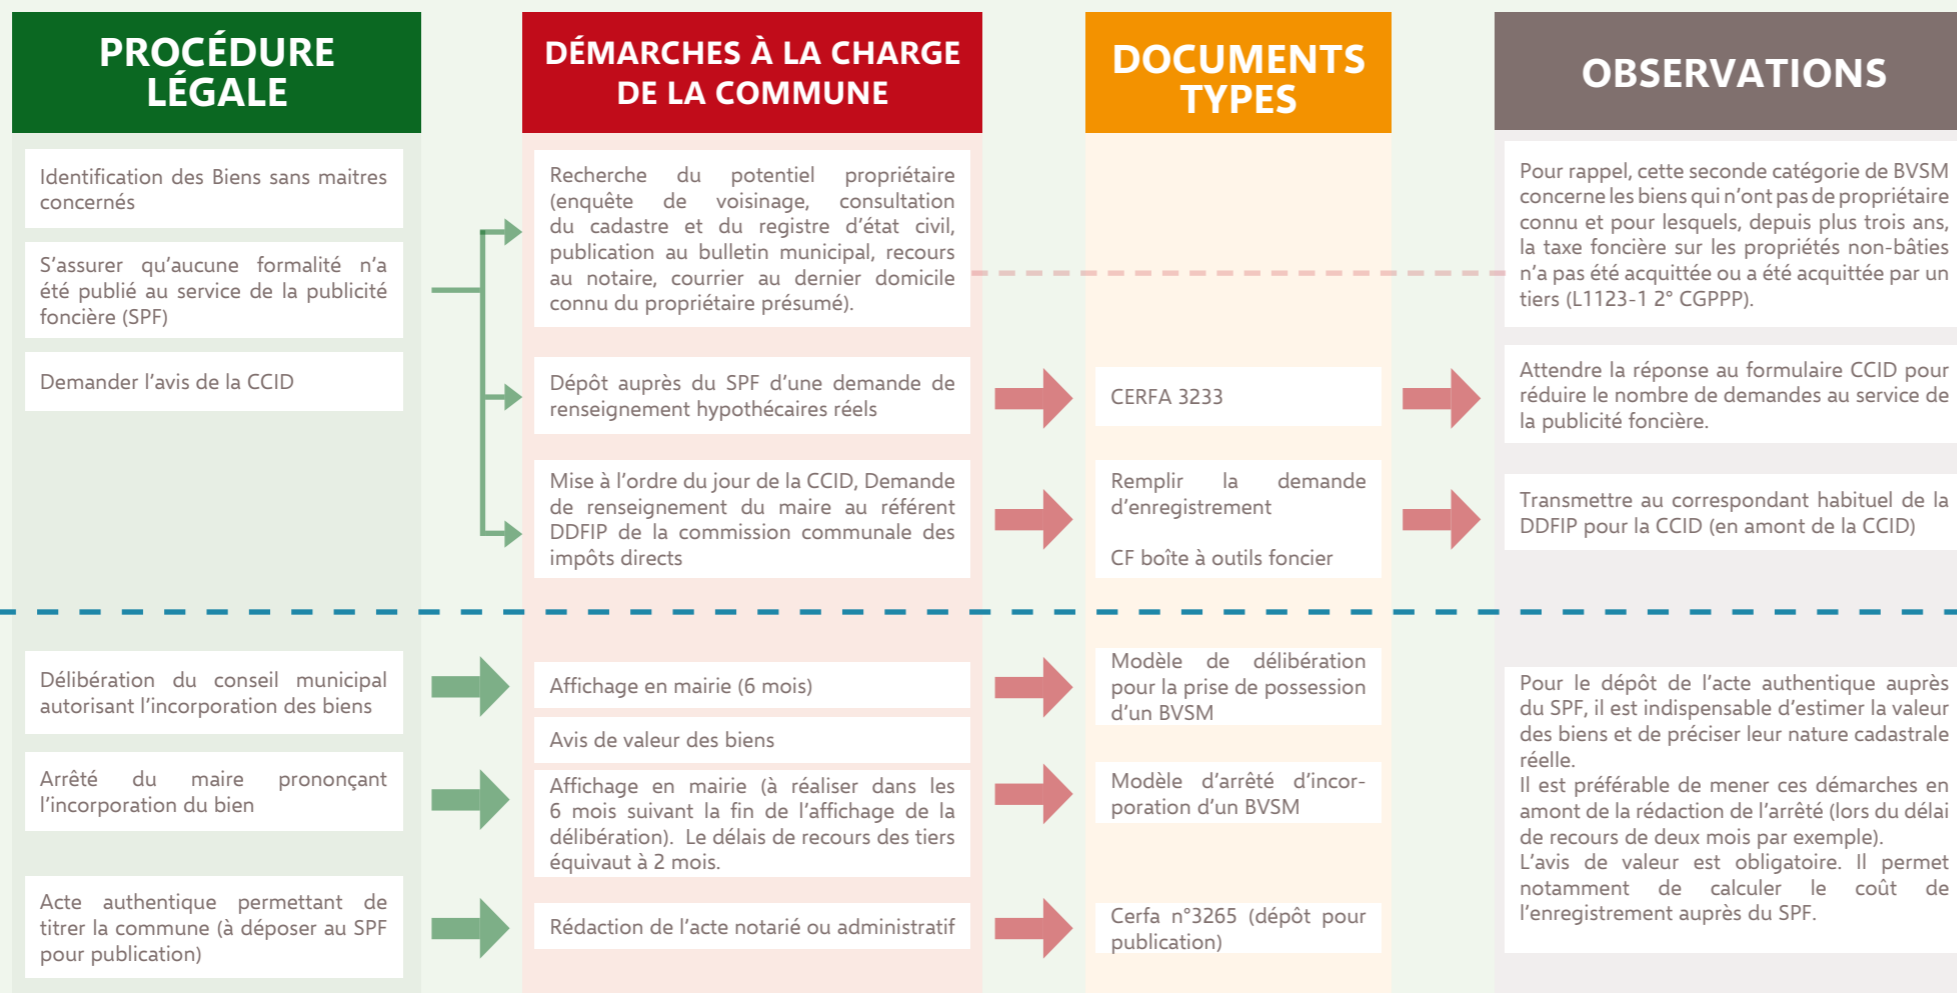 PROCÉDURE
LÉGALE
Identification des Biens sans maitres
concernés
S'assurer qu'aucune formalité n'a
été publié au service de la publicité
foncière (SPF)
Demander l'avis de la CCID
Délibération du conseil municipal
autorisant l'incorporation des biens
Arrêté du maire prononçant
l'incorporation du bien
Acte authentique permettant de
titrer la commune (à déposer au SPF
pour publication)
DÉMARCHES À LA CHARGE
DE LA COMMUNE
Recherche du potentiel propriétaire
(enquête de voisinage, consultation
du cadastre et du registre d'état civil,
publication au bulletin municipal, recours
au notaire, courrier au dernier domicile
connu du propriétaire présumé).
Dépôt auprès du SPF d'une demande de
renseignement hypothécaires réels
Mise à l'ordre du jour de la CCID, Demande
de renseignement du maire au référent
DDFIP de la commission communale des
impôts directs
Affichage en mairie (6 mois)
Avis de valeur des biens
Affichage en mairie (à réaliser dans les
6 mois suivant la fin de l'affichage de la
délibération). Le délais de recours des tiers
équivaut à 2 mois.
Rédaction de l'acte notarié ou administratif
DOCUMENTS
TYPES
CERFA 3233
Remplir la demande
d'enregistrement
CF boîte à outils foncier
Modèle de délibération
pour la prise de possession
d'un BVSM
Modèle d'arrêté d'incor-
poration d'un BVSM
Cerfa n°3265 (dépôt pour
publication)
OBSERVATIONS
Pour rappel, cette seconde catégorie de BVSM
concerne les biens qui n'ont pas de propriétaire
connu et pour lesquels, depuis plus trois ans,
la taxe foncière sur les propriétés non-bâties
n'a pas été acquittée ou a été acquittée par un
tiers (L1123-1 2° CGPPP).
Attendre la réponse au formulaire CCID pour
réduire le nombre de demandes au service de
la publicité foncière.
Transmettre au correspondant habituel de la
DDFIP pour la CCID (en amont de la CCID)
Pour le dépôt de l'acte authentique auprès
du SPF, il est indispensable d'estimer la valeur
des biens et de préciser leur nature cadastrale
réelle.
Il est préférable de mener ces démarches en
amont de la rédaction de l'arrêté (lors du délai
de recours de deux mois par exemple).
L'avis de valeur est obligatoire. Il permet
notamment de calculer le coût de
l'enregistrement auprès du SPF.